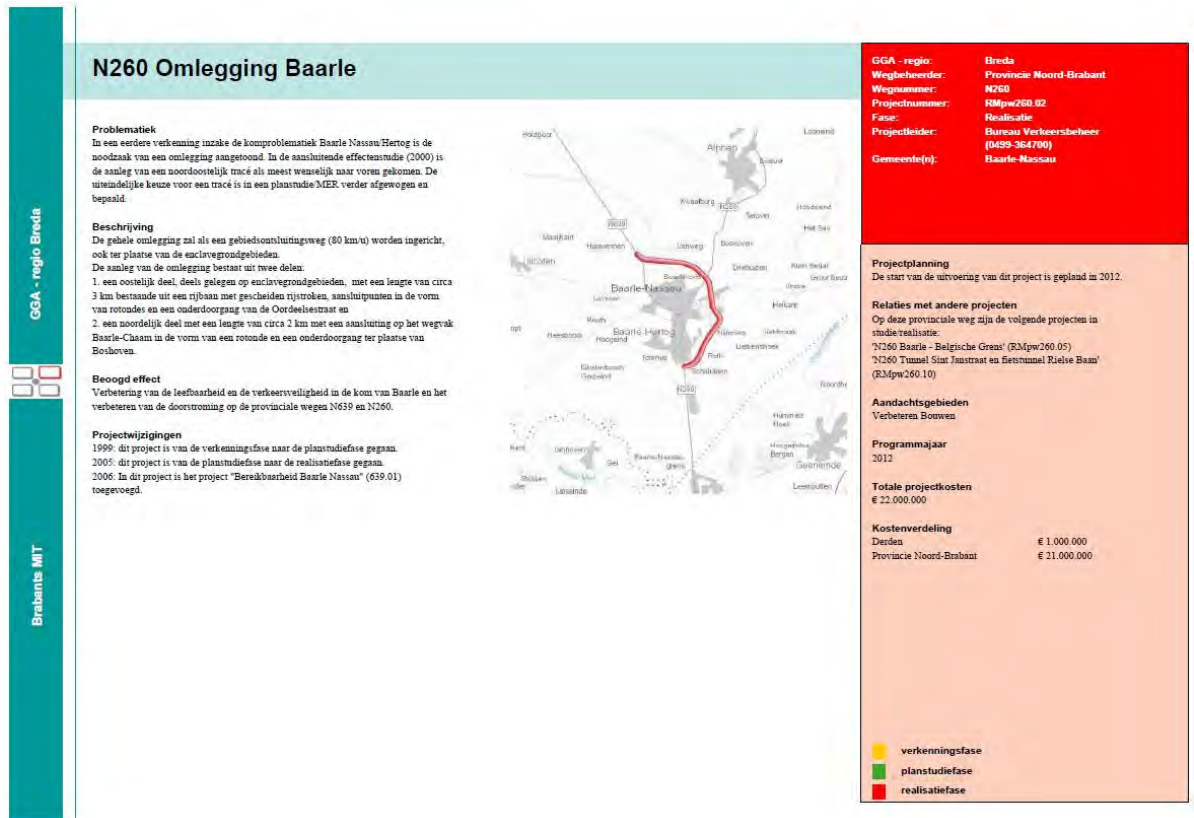 GGA - regio Breda
Brabants MIT
N260 Omlegging Baarle
Problematiek
In een eerdere verkenning inzake de komproblematiek Baarle Nassau/Hertog is de
noodzaak van een omlegging aangetoond. In de aansluitende effectenstudie (2000) is
de aanleg van een noordoostelijk tracé als meest wenselijk naar voren gekomen. De
uiteindelijke keuze voor een tracé is in een planstudie/MER verder afgewogen en
bepaald.
Beschrijving
De gehele omlegging zal als een gebiedsontsluitingsweg (80 km/u) worden ingericht,
ook ter plaatse van de enclavegrondgebieden.
De aanleg van de omlegging bestaat uit twee delen:
1. een oostelijk deel, deels gelegen op enclavegrondgebieden, met een lengte van circa
3 km bestaande uit een rijbaan met gescheiden rijstroken, aansluitpunten in de vorm
van rotondes en een onderdoorgang van de Oordeelsestraat en
2. een noordelijk deel met een lengte van circa 2 km met een aansluiting op het wegvak
Baarle-Chaam in de vorm van een rotonde en een onderdoorgang ter plaatse van
Boshoven.
Beoogd effect
Verbetering van de leefbaarheid en de verkeersveiligheid in de kom van Baarle en het
verbeteren van de doorstroming op de provinciale wegen N639 en N260.
Projectwijzigingen
1999: dit project is van de verkenningsfase naar de planstudiefase gegaan.
2005: dit project is van de planstudiefase naar de realisatiefase gegaan.
2006: In dit project is het project "Bereikbaarheid Baarle Nassau" (639.01)
toegevoegd.
Alphen
Kwaalburg
N260
Terover
Het Sas
N639
Maaijkant
Boshoven
Driehuizen
Baarle-Nassau
Baarle-Hertog
Reuth
Hoogeind
N260
GGA - regio: Breda
Wegbeheerder: Provincie Noord-Brabant
Wegnummer: N260
Projectnummer: RMpw260.02
Fase: Realisatie
Projectleider: Bureau Verkeersbeheer
(0499-364700)
Gemeente(n): Baarle-Nassau
Projectplanning
De start van de uitvoering van dit project is gepland in 2012.
Relaties met andere projecten
Op deze provinciale weg zijn de volgende projecten in
studie/realisatie:
'N260 Baarle - Belgische Grens' (RMpw260.05)
'N260 Tunnel Sint Janstraat en fietstunnel Rielse Baan'
(RMpw260.10)
Aandachtsgebieden
Verbeteren Bouwen
Programmajaar
2012
Totale projectkosten
€ 22.000.000
Kostenverdeling
Derden € 1.000.000
Provincie Noord-Brabant € 21.000.000
verkenningsfase
planstudiefase
realisatiefase